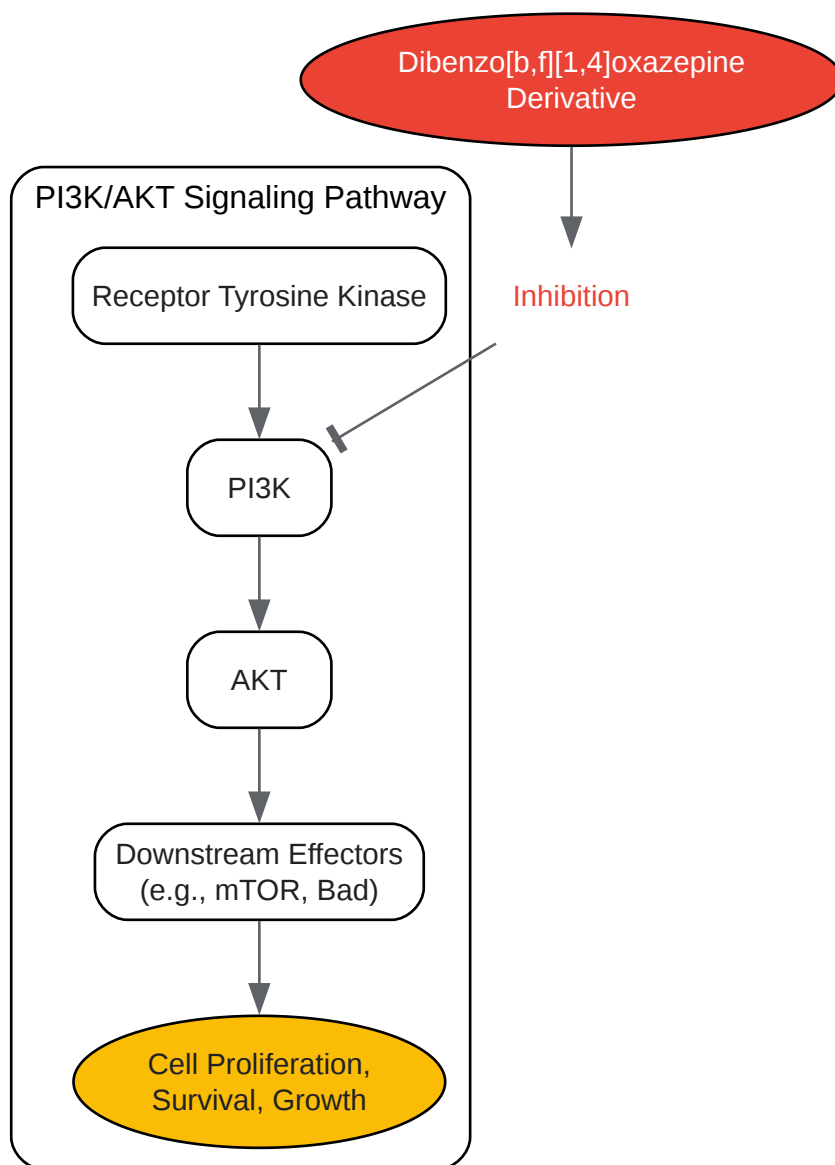 Dibenzo[b,f][1,4]oxazepine
Derivative
PI3K/AKT Signaling Pathway
Receptor Tyrosine Kinase
Inhibition
PI3K
AKT
Downstream Effectors
(e.g., mTOR, Bad)
Cell Proliferation,
Survival, Growth